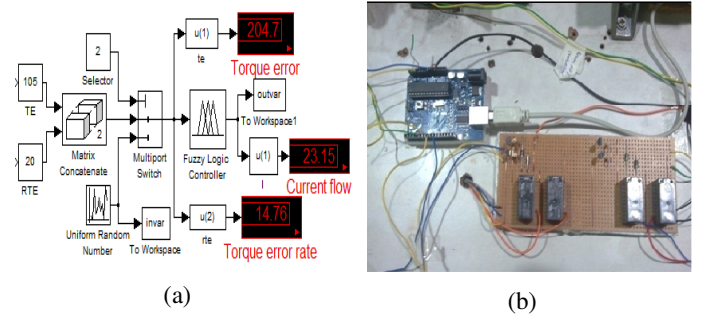 2
Selector
u(1)
te
204.7
Torque error
105
TE
20
RTE
2
Matrix
Concatenate
Multiport
Switch
Fuzzy Logic
Controller
outvar
To Workspace1
u(1)
I
23.15
Current flow
Uniform Random
Number
invar
To Workspace
u(2)
rte
14.76
Torque error rate
(a)
(b)